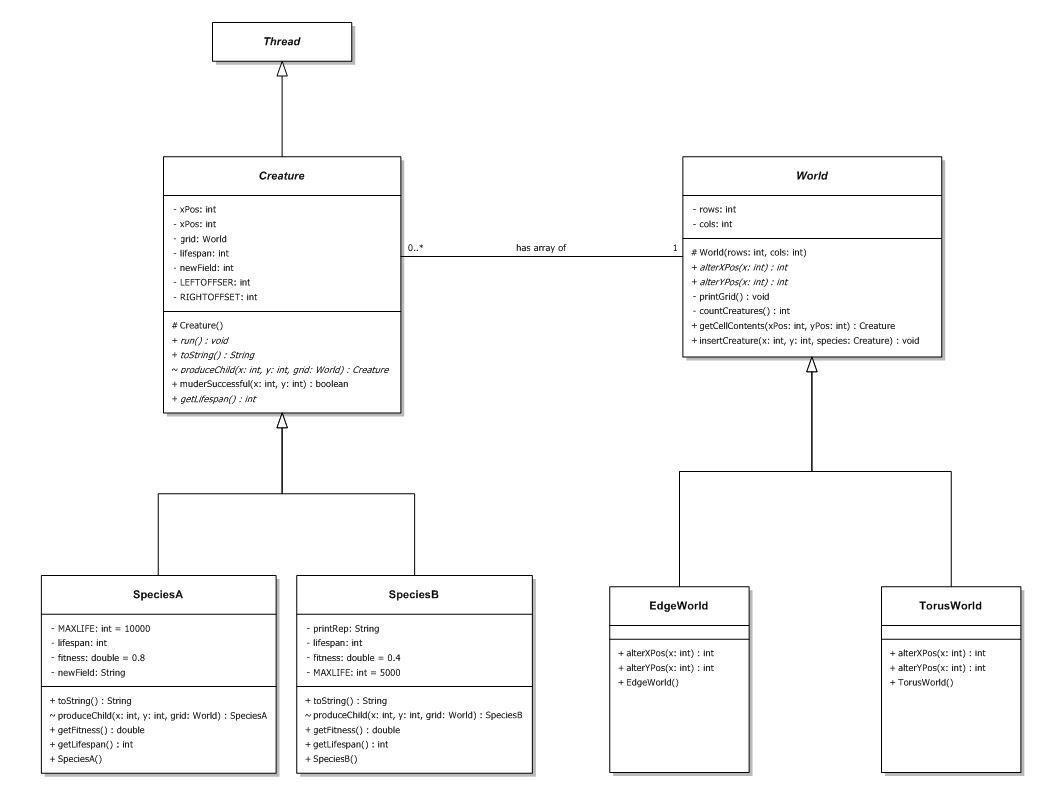 Thread
Creature
- xPos: int
- xPos: int
- grid: World
- lifespan: int
- newField: int
- LEFTOFFSER: int
- RIGHTOFFSET: int
# Creature()
+ run() : void
+ toString() : String
~ produceChild(x: int, y: int, grid: World) : Creature
+ muderSuccessful(x: int, y: int) : boolean
+ getLifespan() : int
0..*
has array of
1
World
- rows: int
- cols: int
# World(rows: int, cols: int)
+ alterXPos(x: int) : int
+ alterYPos(x: int) : int
- printGrid() : void
- countCreatures() : int
+ getCellContents(xPos: int, yPos: int) : Creature
+ insertCreature(x: int, y: int, species: Creature) : void
SpeciesA
- MAXLIFE: int = 10000
- lifespan: int
- fitness: double = 0.8
- newField: String
+ toString() : String
~ produceChild(x: int, y: int, grid: World) : SpeciesA
+ getFitness() : double
+ getLifespan() : int
+ SpeciesA()
SpeciesB
- printRep: String
- lifespan: int
- fitness: double = 0.4
- MAXLIFE: int = 5000
+ toString() : String
~ produceChild(x: int, y: int, grid: World) : SpeciesB
+ getFitness() : double
+ getLifespan() : int
+ SpeciesB()
EdgeWorld
+ alterXPos(x: int) : int
+ alterYPos(x: int) : int
+ EdgeWorld()
TorusWorld
+ alterXPos(x: int) : int
+ alterYPos(x: int) : int
+ TorusWorld()